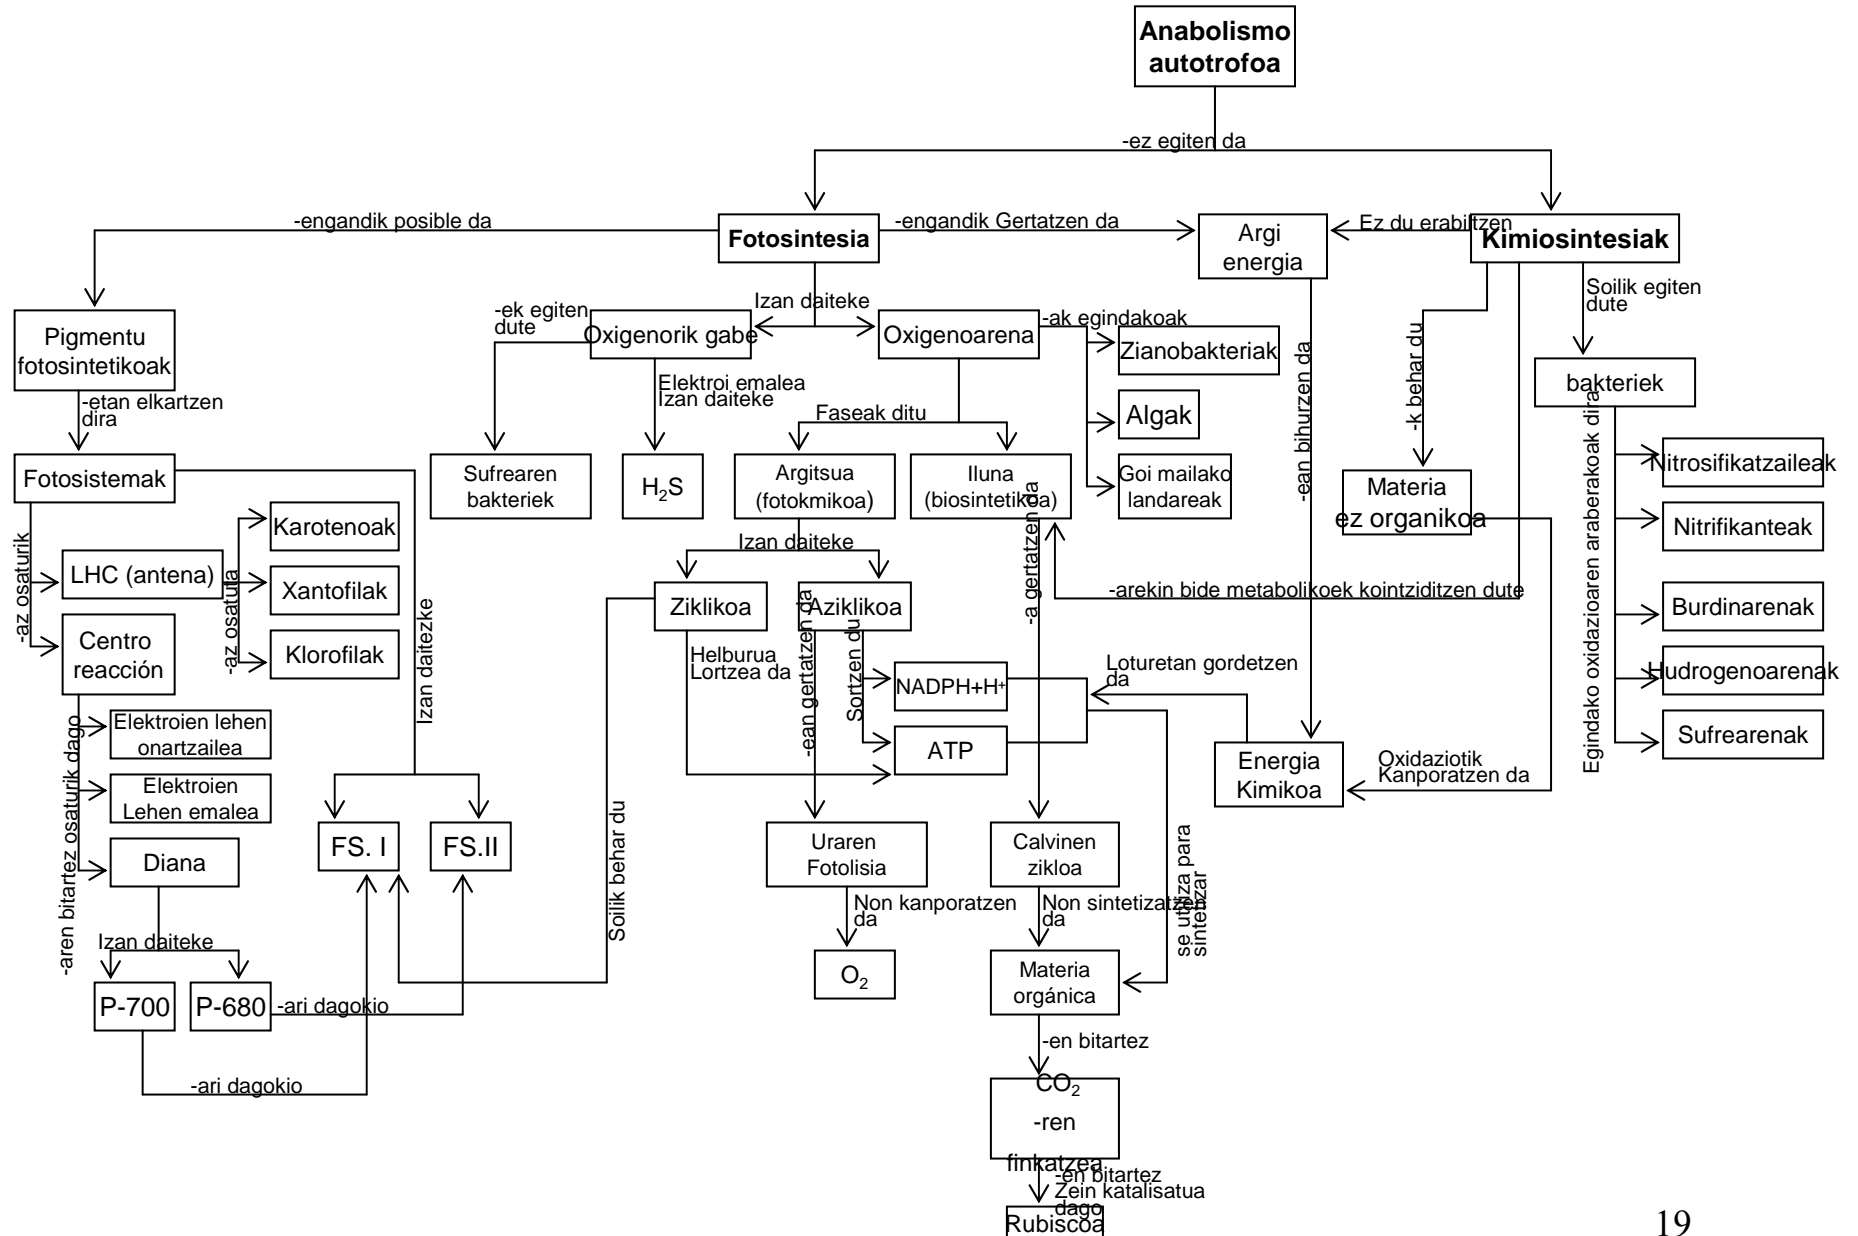 Anabolismo
autotrofoa
-ez egiten da
-engandik posible da
Fotosintesia
-engandik Gertatzen da
Argi
energia
Ez du erabiltzen
Kimiosintesiak
Pigmentu
fotosintetikoak
-ek egiten
dute
Oxigenorik gabe
Izan daiteke
Oxigenoarena
-ak egindakoak
Zianobakteriak
Algak
Goi mailako
landareak
-ean bihurzen da
-k behar du
Soilik egiten
dute
bakteriek
-etan elkartzen
dira
Elektroi emalea
Izan daiteke
Faseak ditu
Fotosistemak
Sufrearen
bakteriek
H₂S
Argitsua
(fotokmikoa)
Iluna
(biosintetikoa)
Materia
ez organikoa
Egindako oxidazioaren araberakoak dira
Nitrosifikatzaileak
Nitrifikanteak
Burdinarenak
Hudrogenoarenak
Sufrearenak
-az osaturik
LHC (antena)
-az osatuta
Karotenoak
Xantofilak
Klorofilak
Centro
reacción
Izan daitezke
Izan daiteke
Ziklikoa
Aziklikoa
-a gertatzen da
-arekin bide metabolikoek kointziditzen dute
Helburua
Lortzea da
-ean gertatzen da
Sortzen du
NADPH+H⁺
ATP
Loturetan gordetzen
da
Energia
Kimikoa
Oxidaziotik
Kanporatzen da
-aren bitartez osaturik dago
Elektroien lehen
onartzailea
Elektroien
Lehen emalea
Diana
FS. I
FS.II
Soilik behar du
Uraren
Fotolisia
Calvinen
zikloa
se utiliza para
sintetizar
Non kanporatzen
da
Non sintetizatzen
da
Izan daiteke
P-700
P-680
-ari dagokio
-ari dagokio
O₂
Materia
orgánica
-en bitartez
CO₂
-ren
finkatzea
-en bitartez
Zein katalisatua
dago
Rubiscoa
19